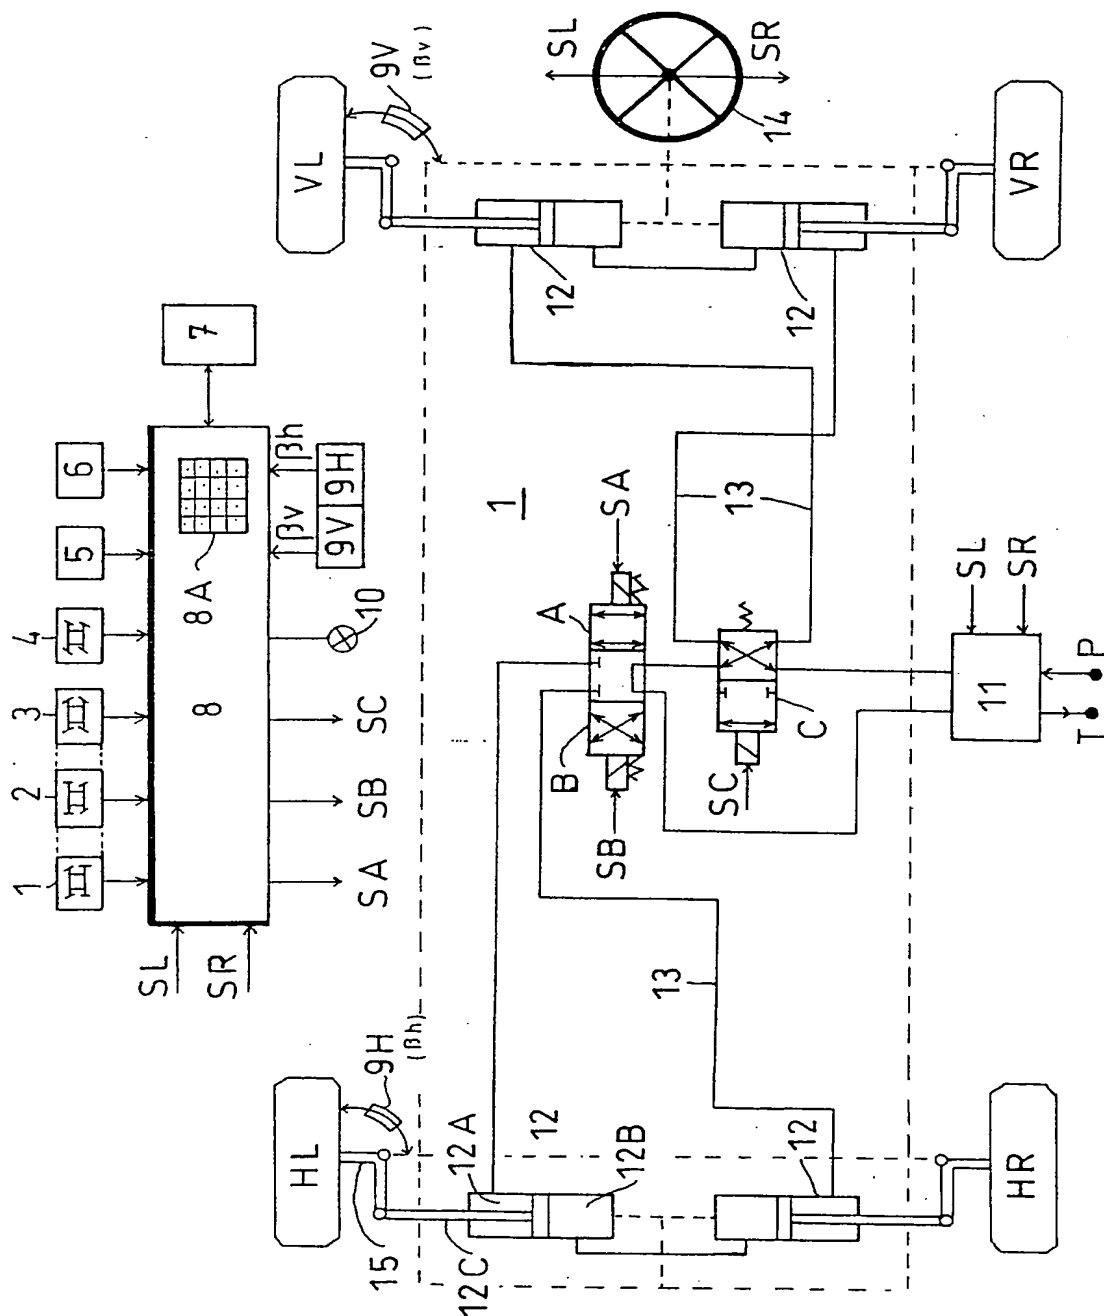 SL
SR
14
9V
(βv)
VL
VR
12
12
7
6
5
4
3
2
1
8A
8
βh
βv
9V
9H
10
SC
SB
SA
SL
SR
1
SA
A
B
SB
13
C
SC
11
SL
SR
P
T
13
9H
(βh)
HL
HR
12A
12
12B
12
12C
15